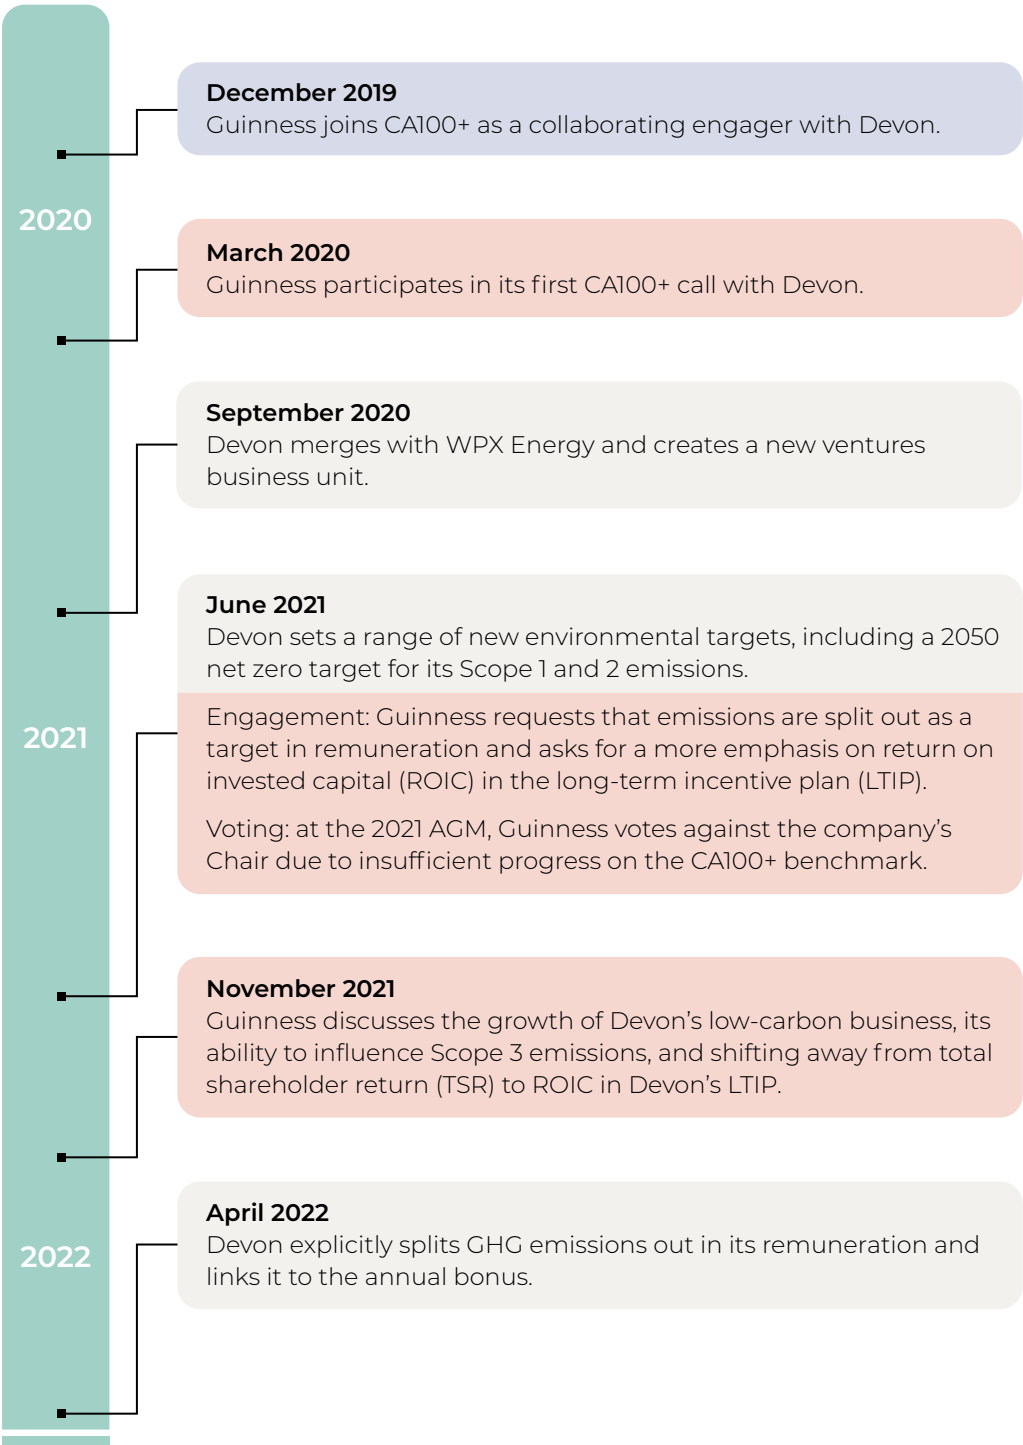 December 2019
Guinness joins CA100+ as a collaborating engager with Devon.
2020
March 2020
Guinness participates in its first CA100+ call with Devon.
September 2020
Devon merges with WPX Energy and creates a new ventures
business unit.
June 2021
Devon sets a range of new environmental targets, including a 2050
net zero target for its Scope 1 and 2 emissions.
2021
Engagement: Guinness requests that emissions are split out as a
target in remuneration and asks for a more emphasis on return on
invested capital (ROIC) in the long-term incentive plan (LTIP).
Voting: at the 2021 AGM, Guinness votes against the company's
Chair due to insufficient progress on the CA100+ benchmark.
November 2021
Guinness discusses the growth of Devon's low-carbon business, its
ability to influence Scope 3 emissions, and shifting away from total
shareholder return (TSR) to ROIC in Devon's LTIP.
2022
April 2022
Devon explicitly splits GHG emissions out in its remuneration and
links it to the annual bonus.